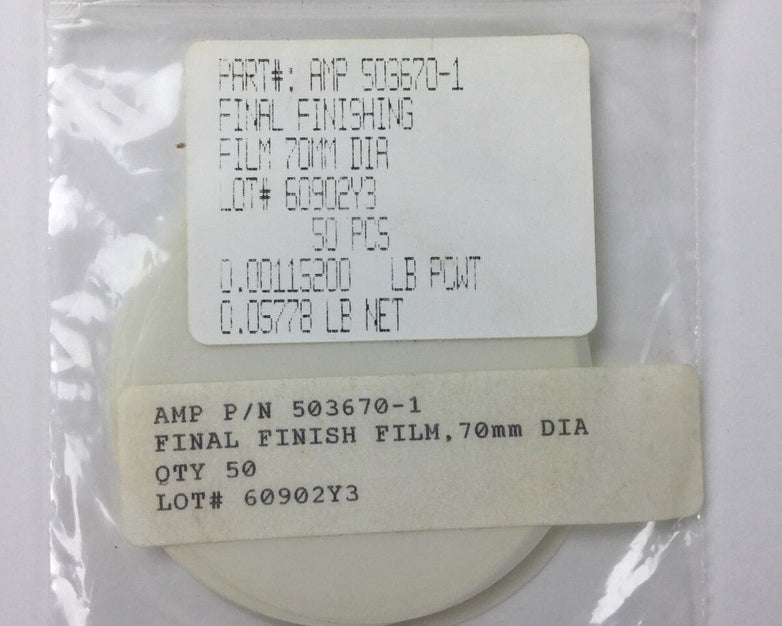 PART#: AMP 503670-1
FINAL FINISHING
FILM 70MM DIA
LOT# 60902Y3
50 PCS
0.00115200 LB PCWT
0.05778 LB NET
AMP P/N 503670-1
FINAL FINISH FILM,70mm DIA
QTY 50
LOT# 60902Y3